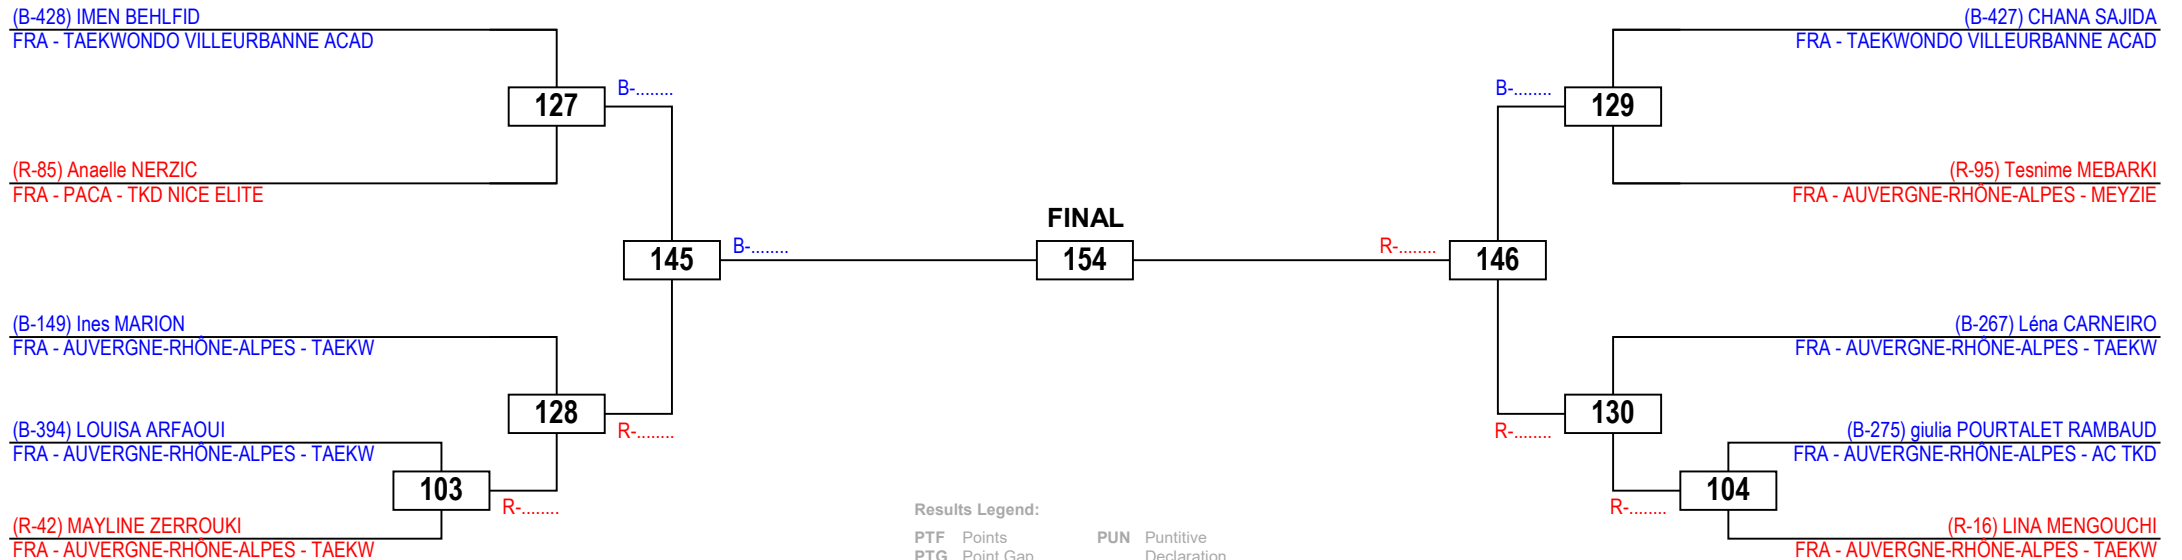 (B-428) IMEN BEHLFID
FRA - TAEKWONDO VILLEURBANNE ACAD
127
B-........
(R-85) Anaelle NERZIC
FRA - PACA - TKD NICE ELITE
145
B-........
(B-149) Ines MARION
FRA - AUVERGNE-RHÔNE-ALPES - TAEKW
128
R-........
(B-394) LOUISA ARFAOUI
FRA - AUVERGNE-RHÔNE-ALPES - TAEKW
103
R-........
(R-42) MAYLINE ZERROUKI
FRA - AUVERGNE-RHÔNE-ALPES - TAEKW
FINAL
154
Results Legend:
PTF Points PUN Puntitive
PTG Point Gap Declaration
(B-427) CHANA SAJIDA
FRA - TAEKWONDO VILLEURBANNE ACAD
B-........
129
(R-95) Tesnime MEBARKI
FRA - AUVERGNE-RHÔNE-ALPES - MEYZIE
R-........
146
(B-267) Léna CARNEIRO
FRA - AUVERGNE-RHÔNE-ALPES - TAEKW
130
R-........
(B-275) giulia POURTALET RAMBAUD
FRA - AUVERGNE-RHÔNE-ALPES - AC TKD
104
R-........
(R-16) LINA MENGOUCHI
FRA - AUVERGNE-RHÔNE-ALPES - TAEKW